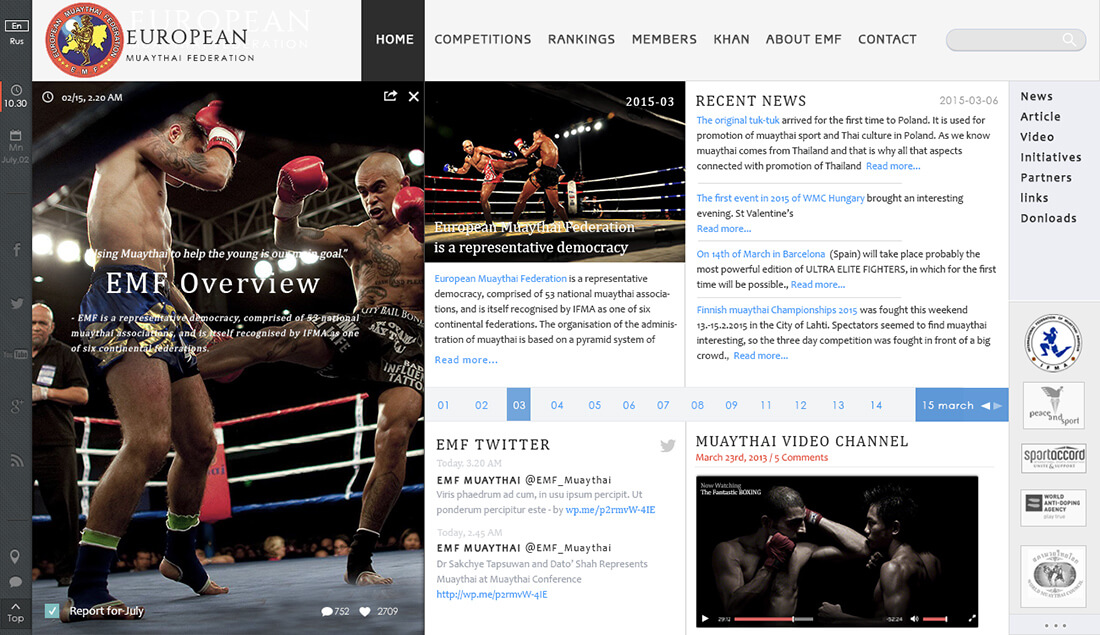 En
Rus
10.30
Mn
July,02
Top
EUROPEAN MUAYTHAI FEDERATION
E M F
EUROPEAN
MUAYTHAI FEDERATION
HOME
COMPETITIONS
RANKINGS
MEMBERS
KHAN
ABOUT EMF
CONTACT
02/15, 2.20 AM
"Using Muaythai to help the young is our main goal."
EMF Overview
- EMF is a representative democracy, comprised of 53 national
muaythai associations, and is itself recognised by IFMA as one
of six continental federations.
Report for July
752
2709
2015-03
European Muaythai Federation
is a representative democracy
European Muaythai Federation is a representative
democracy, comprised of 53 national muaythai associa-
tions, and is itself recognised by IFMA as one of six
continental federations. The organisation of the adminis-
tration of muaythai is based on a pyramid system of
Read more...
RECENT NEWS
2015-03-06
The original tuk-tuk arrived for the first time to Poland. It is used for
promotion of muaythai sport and Thai culture in Poland. As we know
muaythai comes from Thailand and that is why all that aspects
connected with promotion of Thailand Read more...
The first event in 2015 of WMC Hungary brought an interesting
evening. St Valentine's
Read more...
On 14th of March in Barcelona (Spain) will take place probably the
most powerful edition of ULTRA ELITE FIGHTERS, in which for the first
time will be possible., Read more...
Finnish muaythai Championships 2015 was fought this weekend
13.-15.2.2015 in the City of Lahti. Spectators seemed to find muaythai
interesting, so the three day competition was fought in front of a big
crowd., Read more...
01 02 03 04 05 06 07 08 09 11 12 13 14
15 march
EMF TWITTER
Today. 3.20 AM
EMF MUAYTHAI @EMF_Muaythai
Viris phaedrum ad cum, in usu ipsum percipit. Ut
ponderum percipitur este - by wp.me/p2rmvW-4IE
Today, 2.45 AM
EMF MUAYTHAI @EMF_Muaythai
Dr Sakchye Tapsuwan and Dato' Shah Represents
Muaythai at Muaythai Conference
http://wp.me/p2rmvW-4IE
MUAYTHAI VIDEO CHANNEL
March 23rd, 2013 / 5 Comments
Now Watching
The Fantastic BOXING
29:12
-52:24
News
Article
Video
Initiatives
Partners
links
Donloads
I F M A
peace and sport
sportaccord
UNITE & SUPPORT
WORLD
ANTI-DOPING
AGENCY
play true